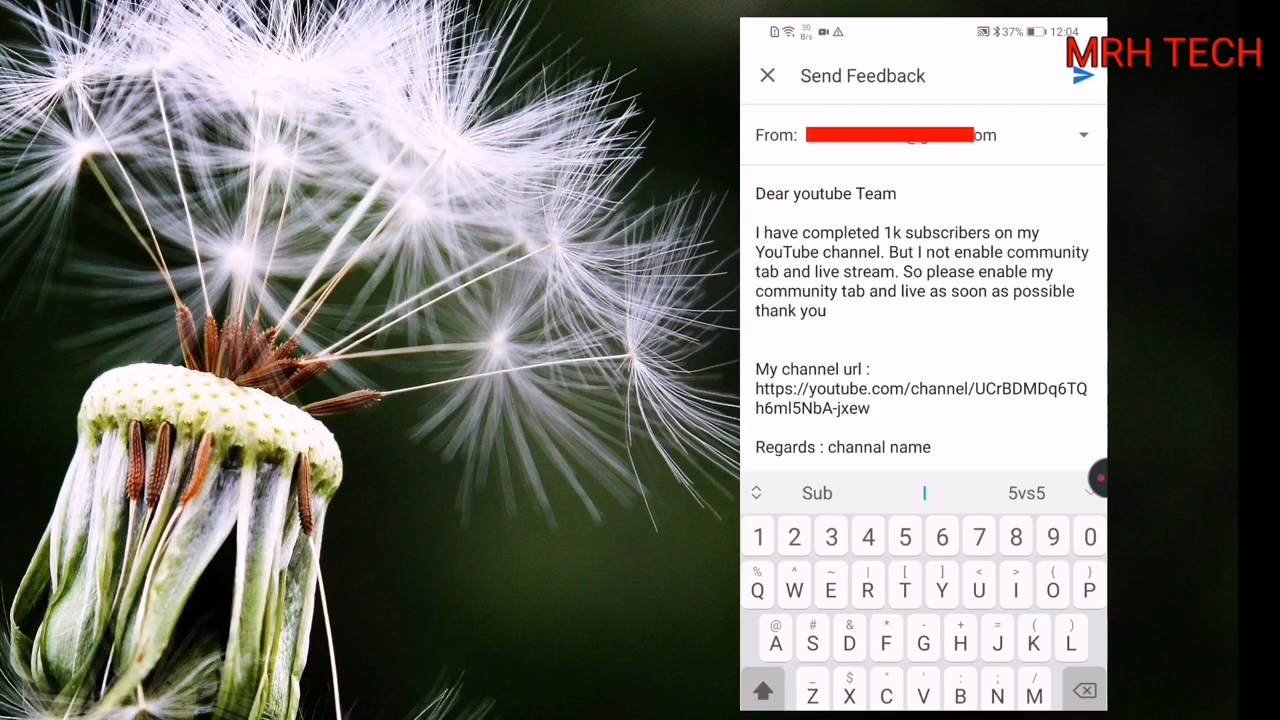 30
B/s
37%
12:04
MRH TECH
Send Feedback
From:
om
Dear youtube Team
I have completed 1k subscribers on my
YouTube channel. But I not enable community
tab and live stream. So please enable my
community tab and live as soon as possible
thank you
My channel url :
https://youtube.com/channel/UCrBDMDq6TQ
h6ml5NbA-jxew
Regards : channal name
Sub
5vs5
1 2 3 4 5 6 7 8 9 0
% ^ ~ | [ ] < > { }
Q W E R T Y U I O P
@ # & * - + = ( )
A S D F G H J K L
_ $ " ' : ; /
Z X C V B N M